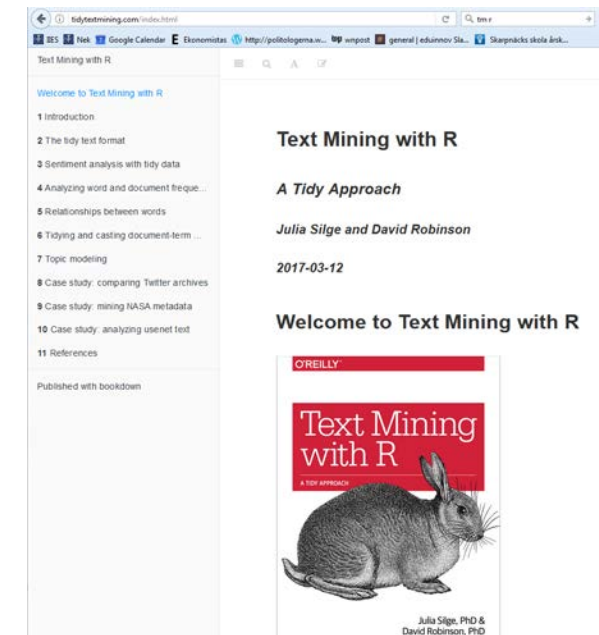 tidytextmining.com/index.html
tm r
IIES Nek Google Calendar Ekonomistas http://politologerna.w... wnpost general | eduinnov Sla... Skarpnäcks skola årsk...
Text Mining with R
Welcome to Text Mining with R
1 Introduction
2 The tidy text format
3 Sentiment analysis with tidy data
4 Analyzing word and document freque...
5 Relationships between words
6 Tidying and casting document-term ...
7 Topic modeling
8 Case study: comparing Twitter archives
9 Case study: mining NASA metadata
10 Case study: analyzing usenet text
11 References
Published with bookdown
A
Text Mining with R
A Tidy Approach
Julia Silge and David Robinson
2017-03-12
Welcome to Text Mining with R
O'REILLY®
Text Mining
with R
A TIDY APPROACH
Julia Silge, PhD &
David Robinson, PhD